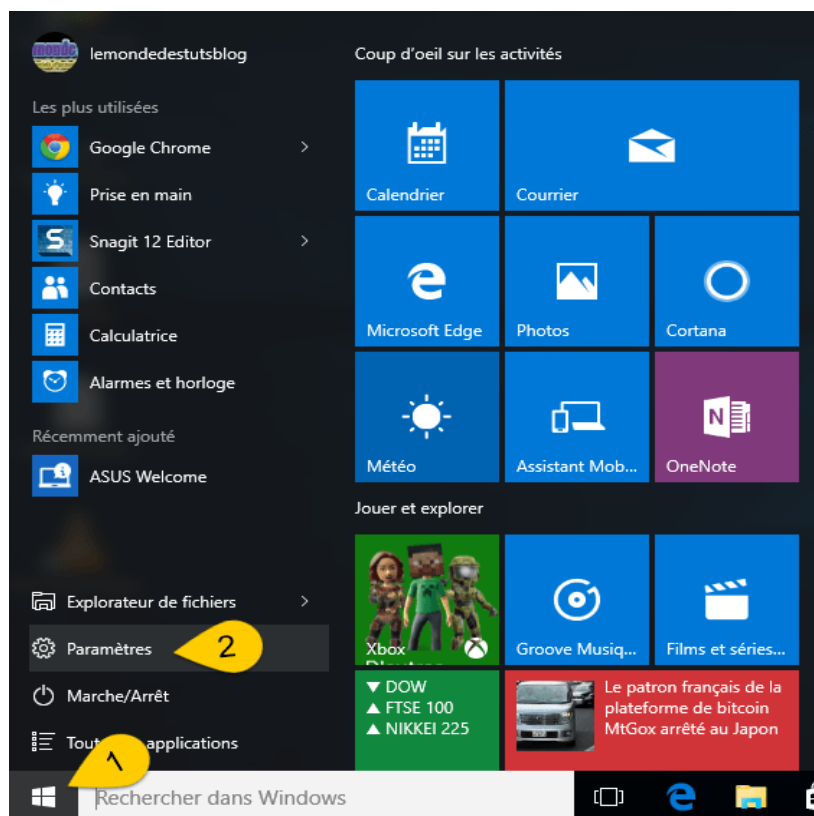 lemondedestutsblog
Les plus utilisées
Google Chrome
Prise en main
Snagit 12 Editor
Contacts
Calculatrice
Alarmes et horloge
Récemment ajouté
ASUS Welcome
Explorateur de fichiers
Paramètres
2
Marche/Arrêt
applications
1
Rechercher dans Windows
Coup d'oeil sur les activités
Calendrier
Courrier
Microsoft Edge
Photos
Cortana
Météo
Assistant Mob...
OneNote
Jouer et explorer
Xbox
Groove Musiq...
Films et séries...
▼ DOW
▲ FTSE 100
▲ NIKKEI 225
Le patron français de la
plateforme de bitcoin
MtGox arrêté au Japon